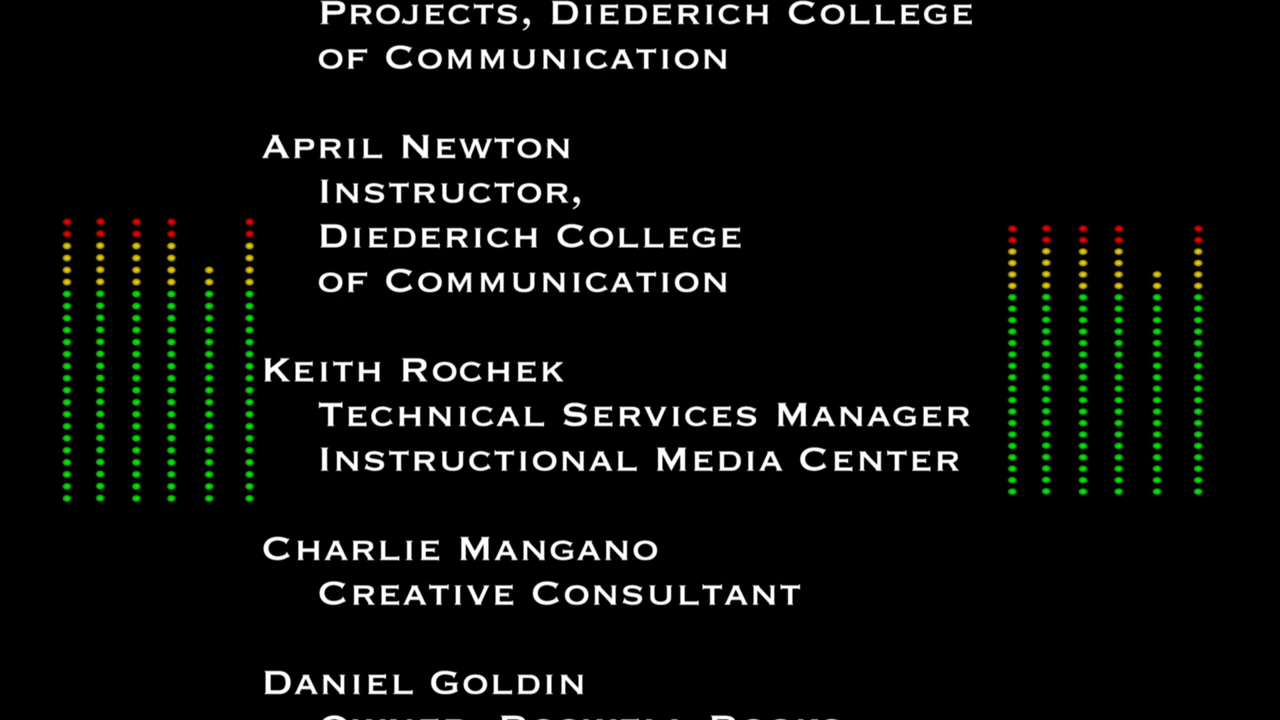 PROJECTS, DIEDERICH COLLEGE
OF COMMUNICATION
APRIL NEWTON
INSTRUCTOR,
DIEDERICH COLLEGE
OF COMMUNICATION
KEITH ROCHEK
TECHNICAL SERVICES MANAGER
INSTRUCTIONAL MEDIA CENTER
CHARLIE MANGANO
CREATIVE CONSULTANT
DANIEL GOLDIN